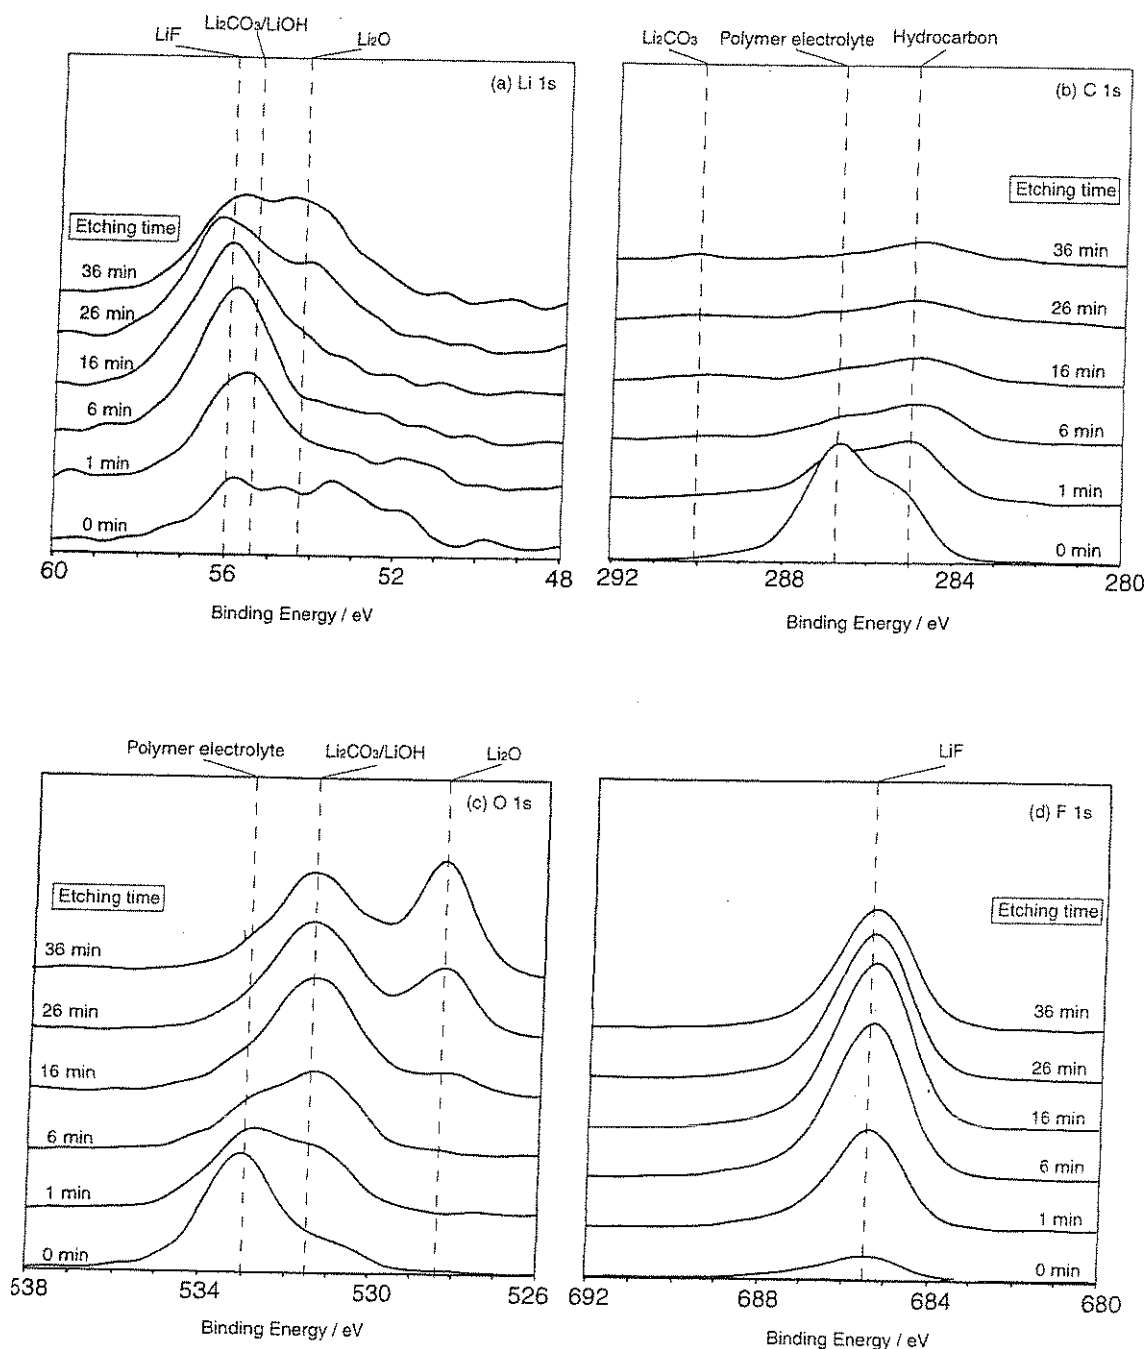 Li₂CO₃/LiOH
LiF
Li₂O
(a) Li 1s
Etching time
36 min
26 min
16 min
6 min
1 min
0 min
60 56 52 48
Binding Energy / eV
Li₂CO₃ Polymer electrolyte Hydrocarbon
(b) C 1s
Etching time
36 min
26 min
16 min
6 min
1 min
0 min
292 288 284 280
Binding Energy / eV
Polymer electrolyte Li₂CO₃/LiOH Li₂O
(c) O 1s
Etching time
36 min
26 min
16 min
6 min
1 min
0 min
538 534 530 526
Binding Energy / eV
LiF
(d) F 1s
Etching time
36 min
26 min
16 min
6 min
1 min
0 min
692 688 684 680
Binding Energy / eV